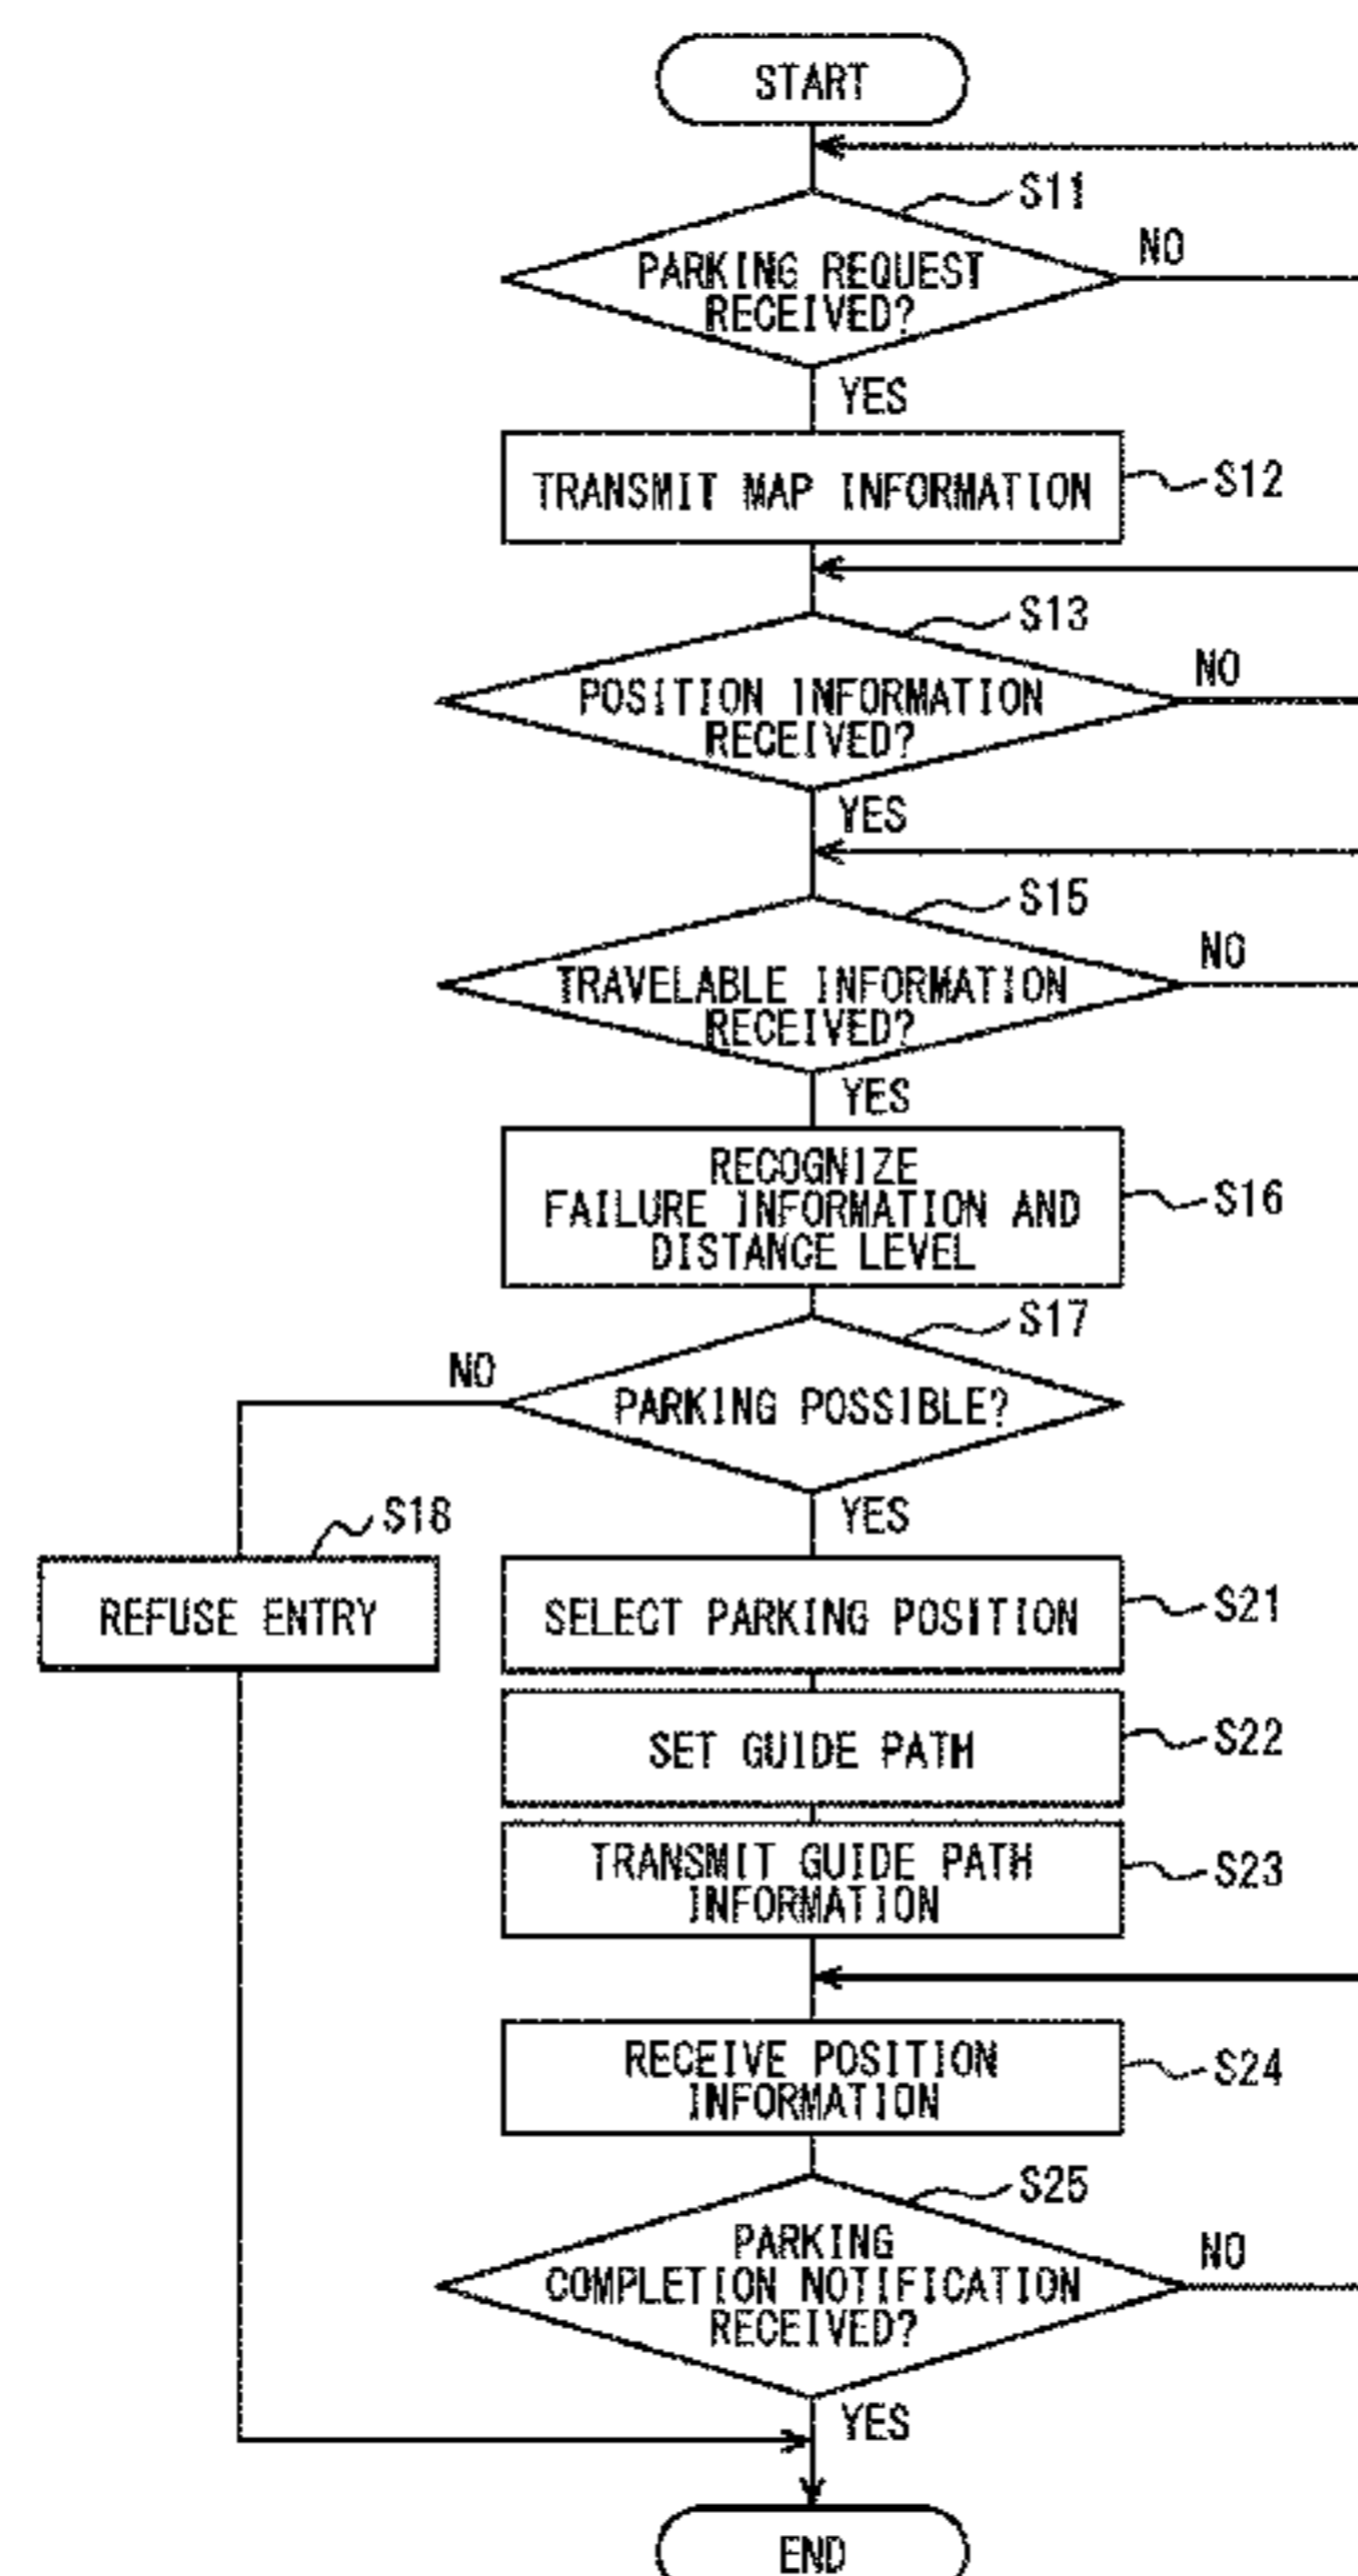 START
S11
PARKING REQUEST
RECEIVED?
NO
YES
TRANSMIT MAP INFORMATION
S12
S13
POSITION INFORMATION
RECEIVED?
NO
YES
S15
TRAVELABLE INFORMATION
RECEIVED?
NO
YES
RECOGNIZE
FAILURE INFORMATION AND
DISTANCE LEVEL
S16
S17
NO
PARKING POSSIBLE?
YES
S18
REFUSE ENTRY
SELECT PARKING POSITION
S21
SET GUIDE PATH
S22
TRANSMIT GUIDE PATH
INFORMATION
S23
RECEIVE POSITION
INFORMATION
S24
S25
PARKING
COMPLETION NOTIFICATION
RECEIVED?
NO
YES
END